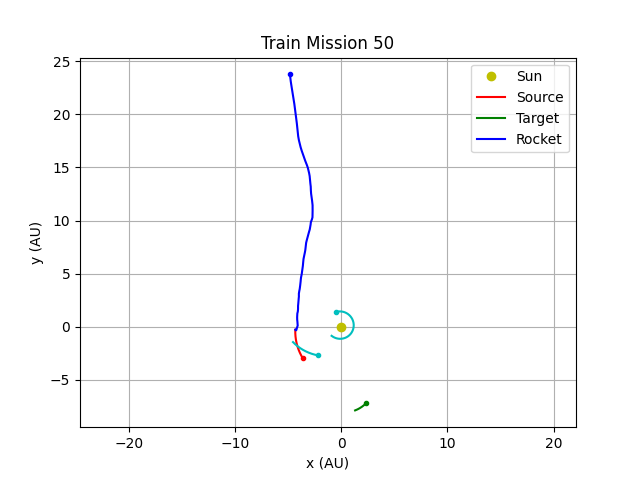 Train Mission 50
25
20
15
10
5
0
−5
y (AU)
−20
−10
0
10
20
x (AU)
Sun
Source
Target
Rocket